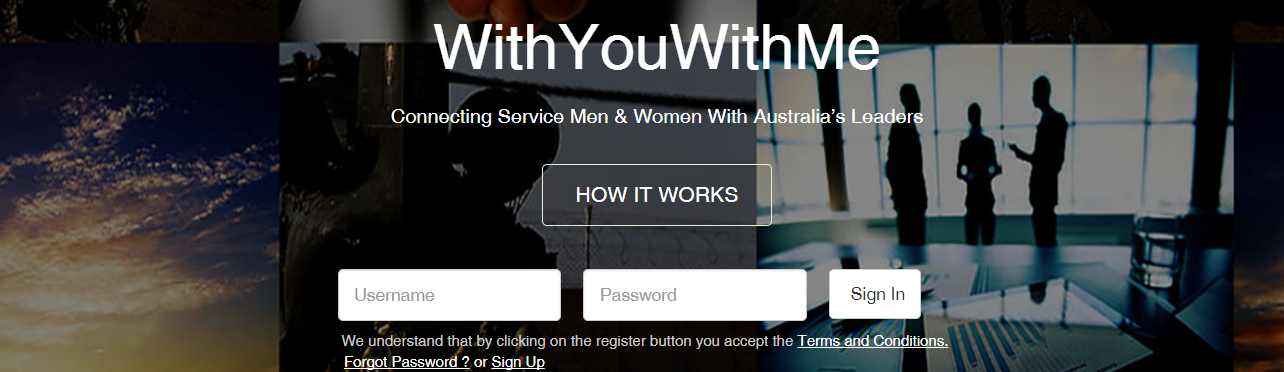 WithYouWithMe
Connecting Service Men & Women With Australia's Leaders
HOW IT WORKS
Username Password Sign In
We understand that by clicking on the register button you accept the Terms and Conditions.
Forgot Password ? or Sign Up